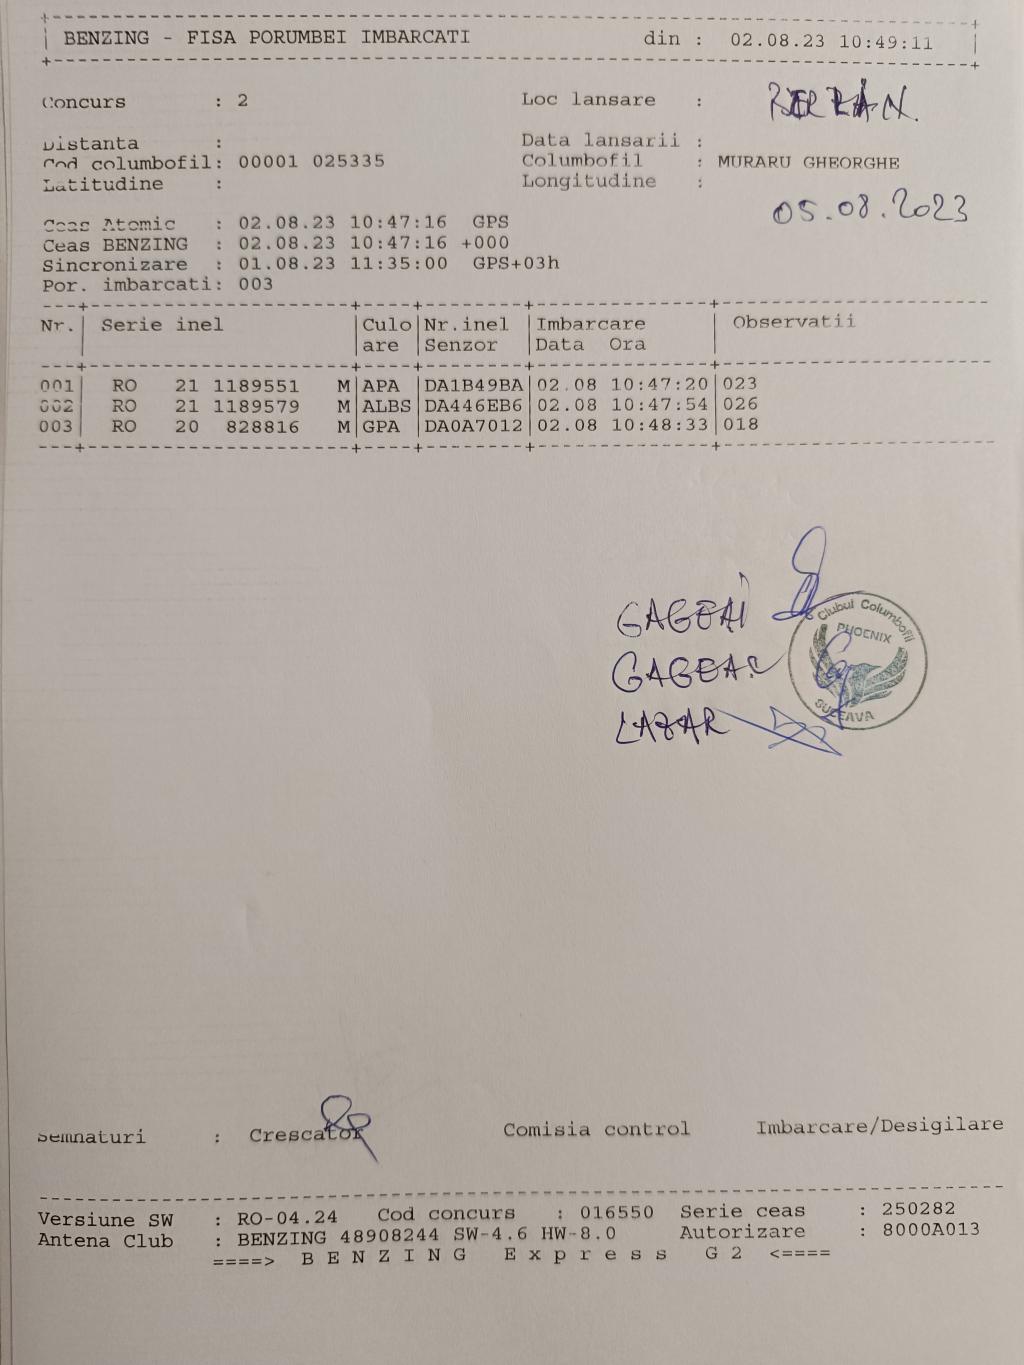 BENZING - FISA PORUMBEI IMBARCATI din : 02.08.23 10:49:11
Concurs : 2 Loc lansare :
Distanta : Data lansarii :
Cod columbofil: 00001 025335 Columbofil : MURARU GHEORGHE
Latitudine : Longitudine :
05.08.2023
Ceas Atomic : 02.08.23 10:47:16 GPS
Ceas BENZING : 02.08.23 10:47:16 +000
Sincronizare : 01.08.23 11:35:00 GPS+03h
Por. imbarcati: 003
Nr. Serie inel Culo Nr.inel Imbarcare Observatii
are Senzor Data Ora
001 RO 21 1189551 M APA DA1B49BA 02.08 10:47:20 023
002 RO 21 1189579 M ALBS DA446EB6 02.08 10:47:54 026
003 RO 20 828816 M GPA DA0A7012 02.08 10:48:33 018
Clubul Columbofil
PHOENIX
SUCEAVA
LAZAR
Semnaturi : Crescator Comisia control Imbarcare/Desigilare
Versiune SW : RO-04.24 Cod concurs : 016550 Serie ceas : 250282
Antena Club : BENZING 48908244 SW-4.6 HW-8.0 Autorizare : 8000A013
====> B E N Z I N G E x p r e s s G 2 <====